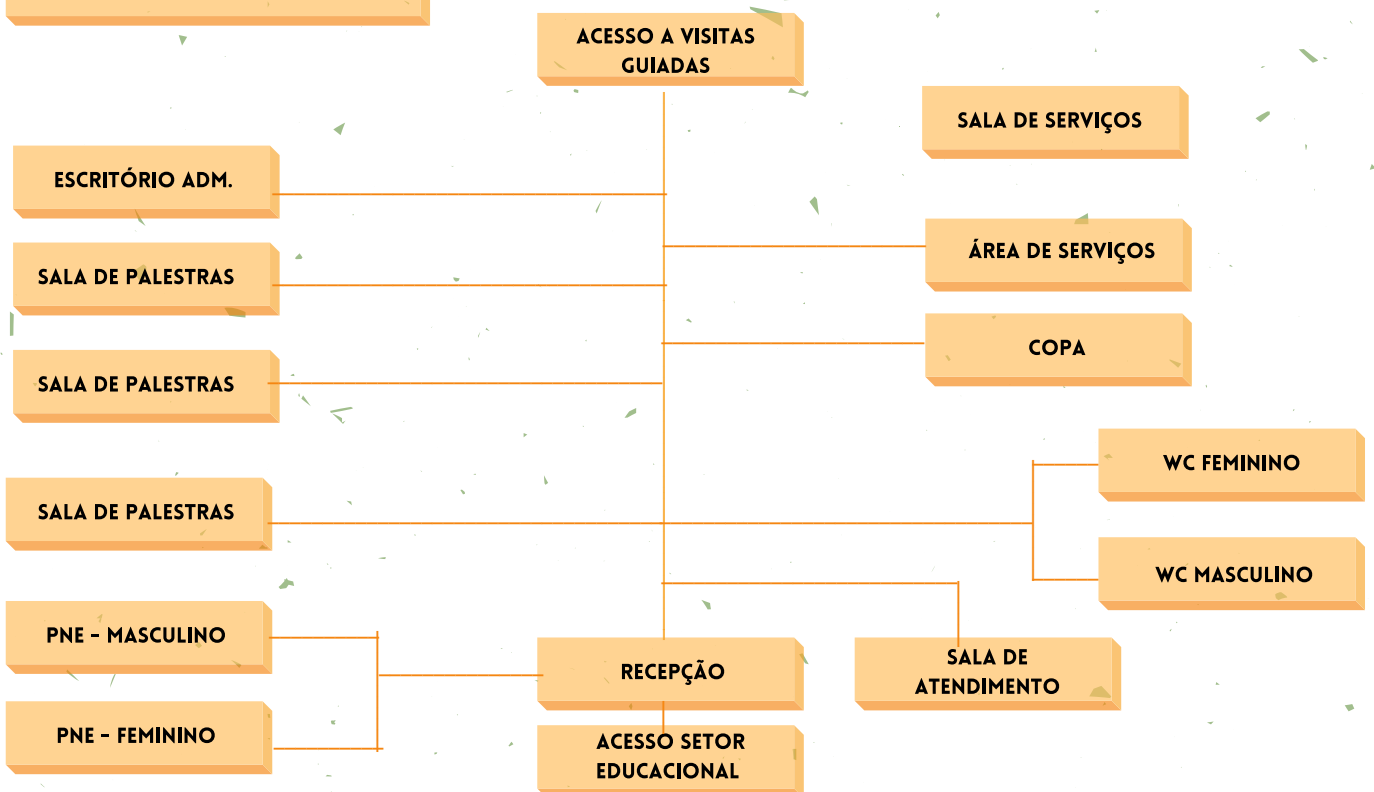 ACESSO A VISITAS
GUIADAS
SALA DE SERVIÇOS
ESCRITÓRIO ADM.
ÁREA DE SERVIÇOS
SALA DE PALESTRAS
COPA
SALA DE PALESTRAS
WC FEMININO
SALA DE PALESTRAS
WC MASCULINO
PNE - MASCULINO
RECEPÇÃO
SALA DE
ATENDIMENTO
PNE - FEMININO
ACESSO SETOR
EDUCACIONAL